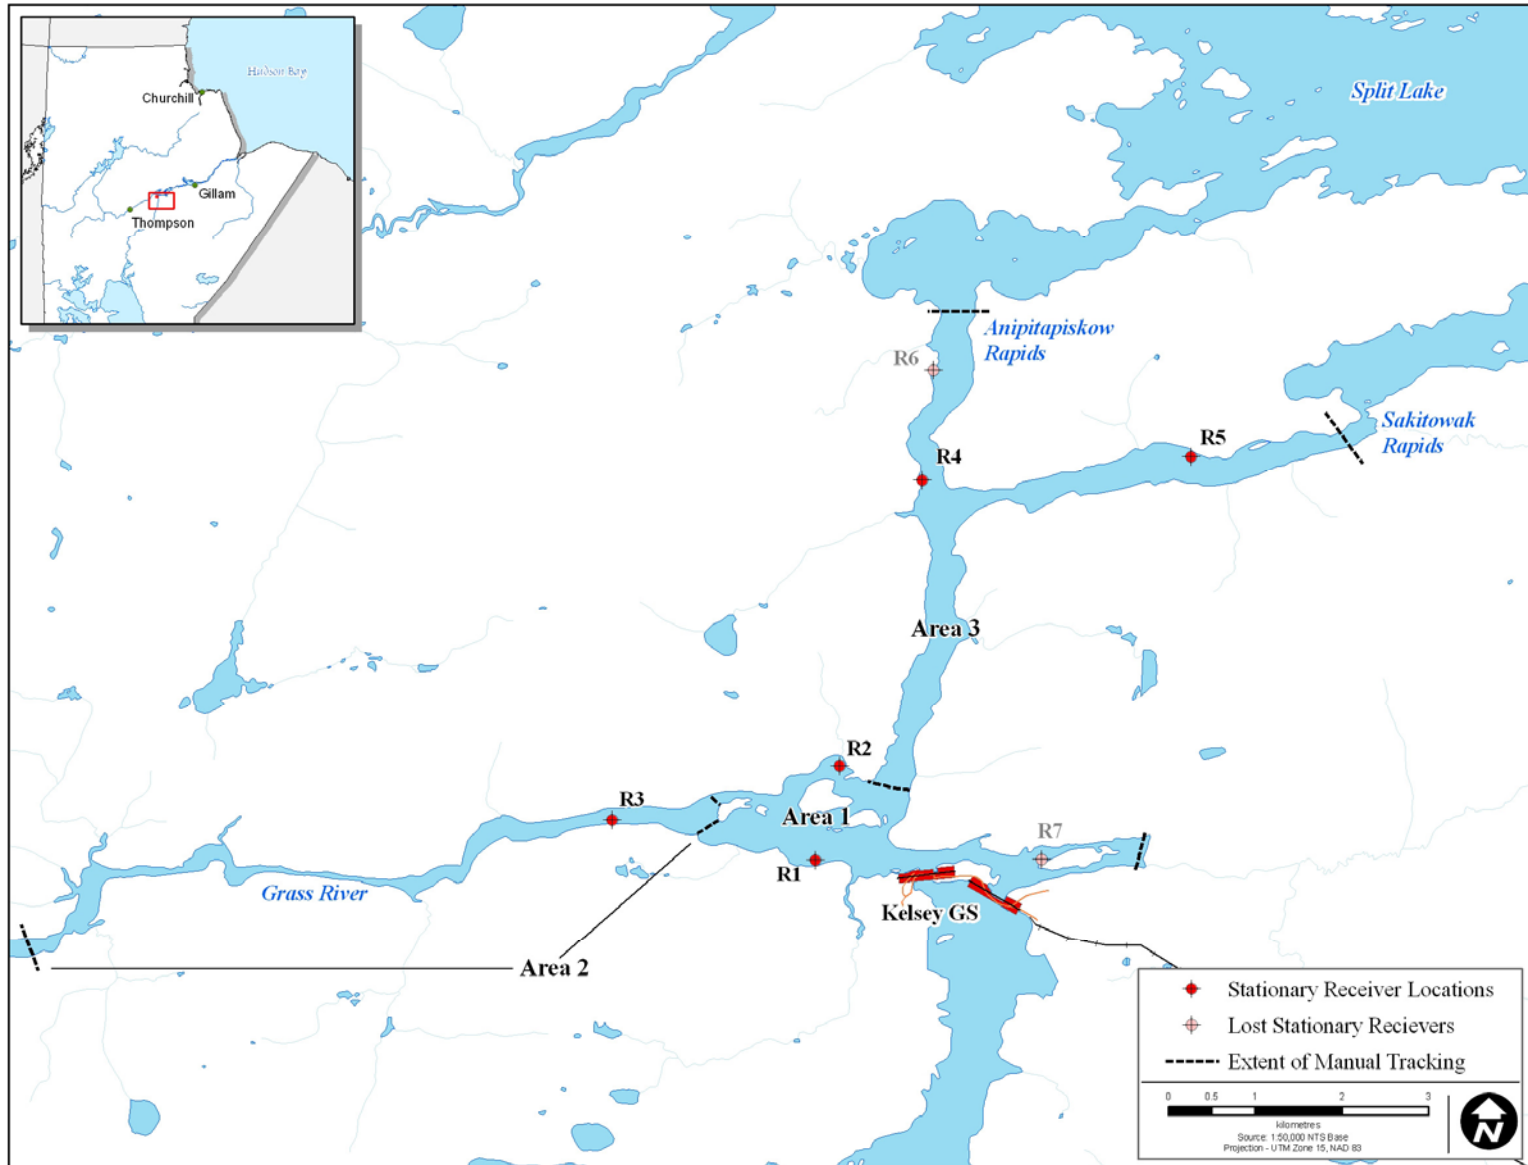 Hudson Bay
Churchill
Gillam
Thompson
Split Lake
Anipitapiskow
Rapids
R6
Sakitowak
Rapids
R5
R4
Area 3
R2
R3
Area 1
R7
R1
Grass River
Kelsey GS
Area 2
Stationary Receiver Locations
Lost Stationary Recievers
Extent of Manual Tracking
0 0.5 1 2 3
kilometres
Source: 1:50,000 NTS Base
Projection - UTM Zone 15, NAD 83
N